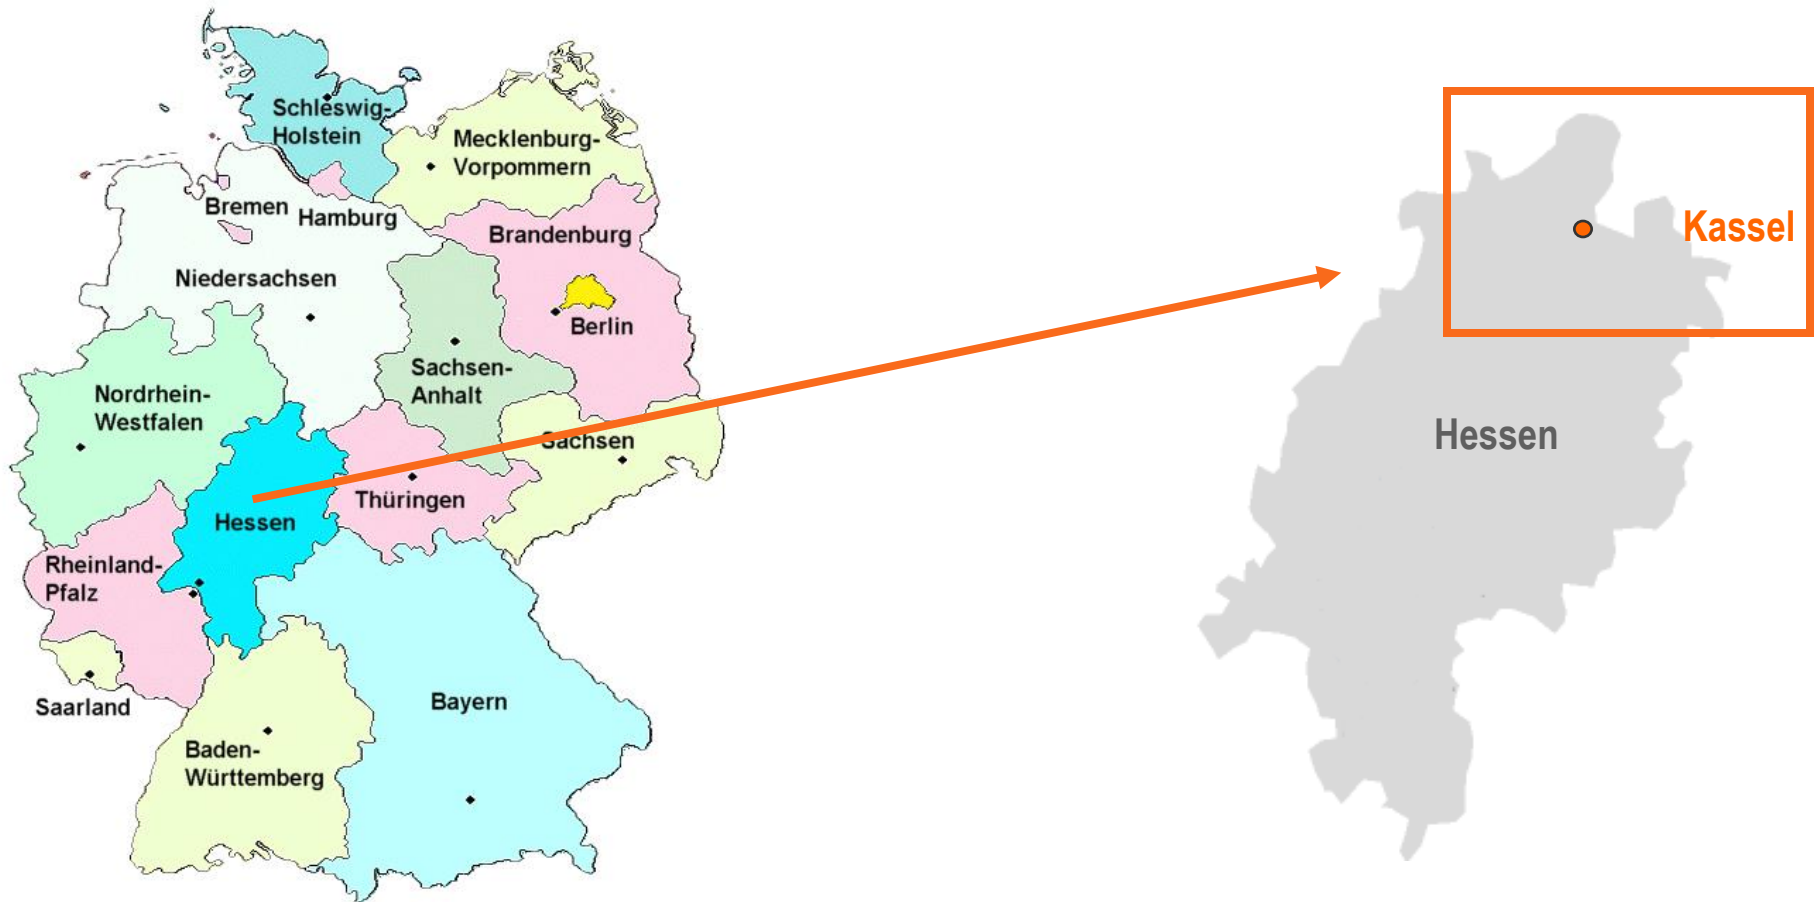 Schleswig-
Holstein
Mecklenburg-
Vorpommern
Bremen
Hamburg
Brandenburg
Niedersachsen
Berlin
Sachsen-
Anhalt
Nordrhein-
Westfalen
Sachsen
Thüringen
Hessen
Rheinland-
Pfalz
Saarland
Bayern
Baden-
Württemberg
Kassel
Hessen